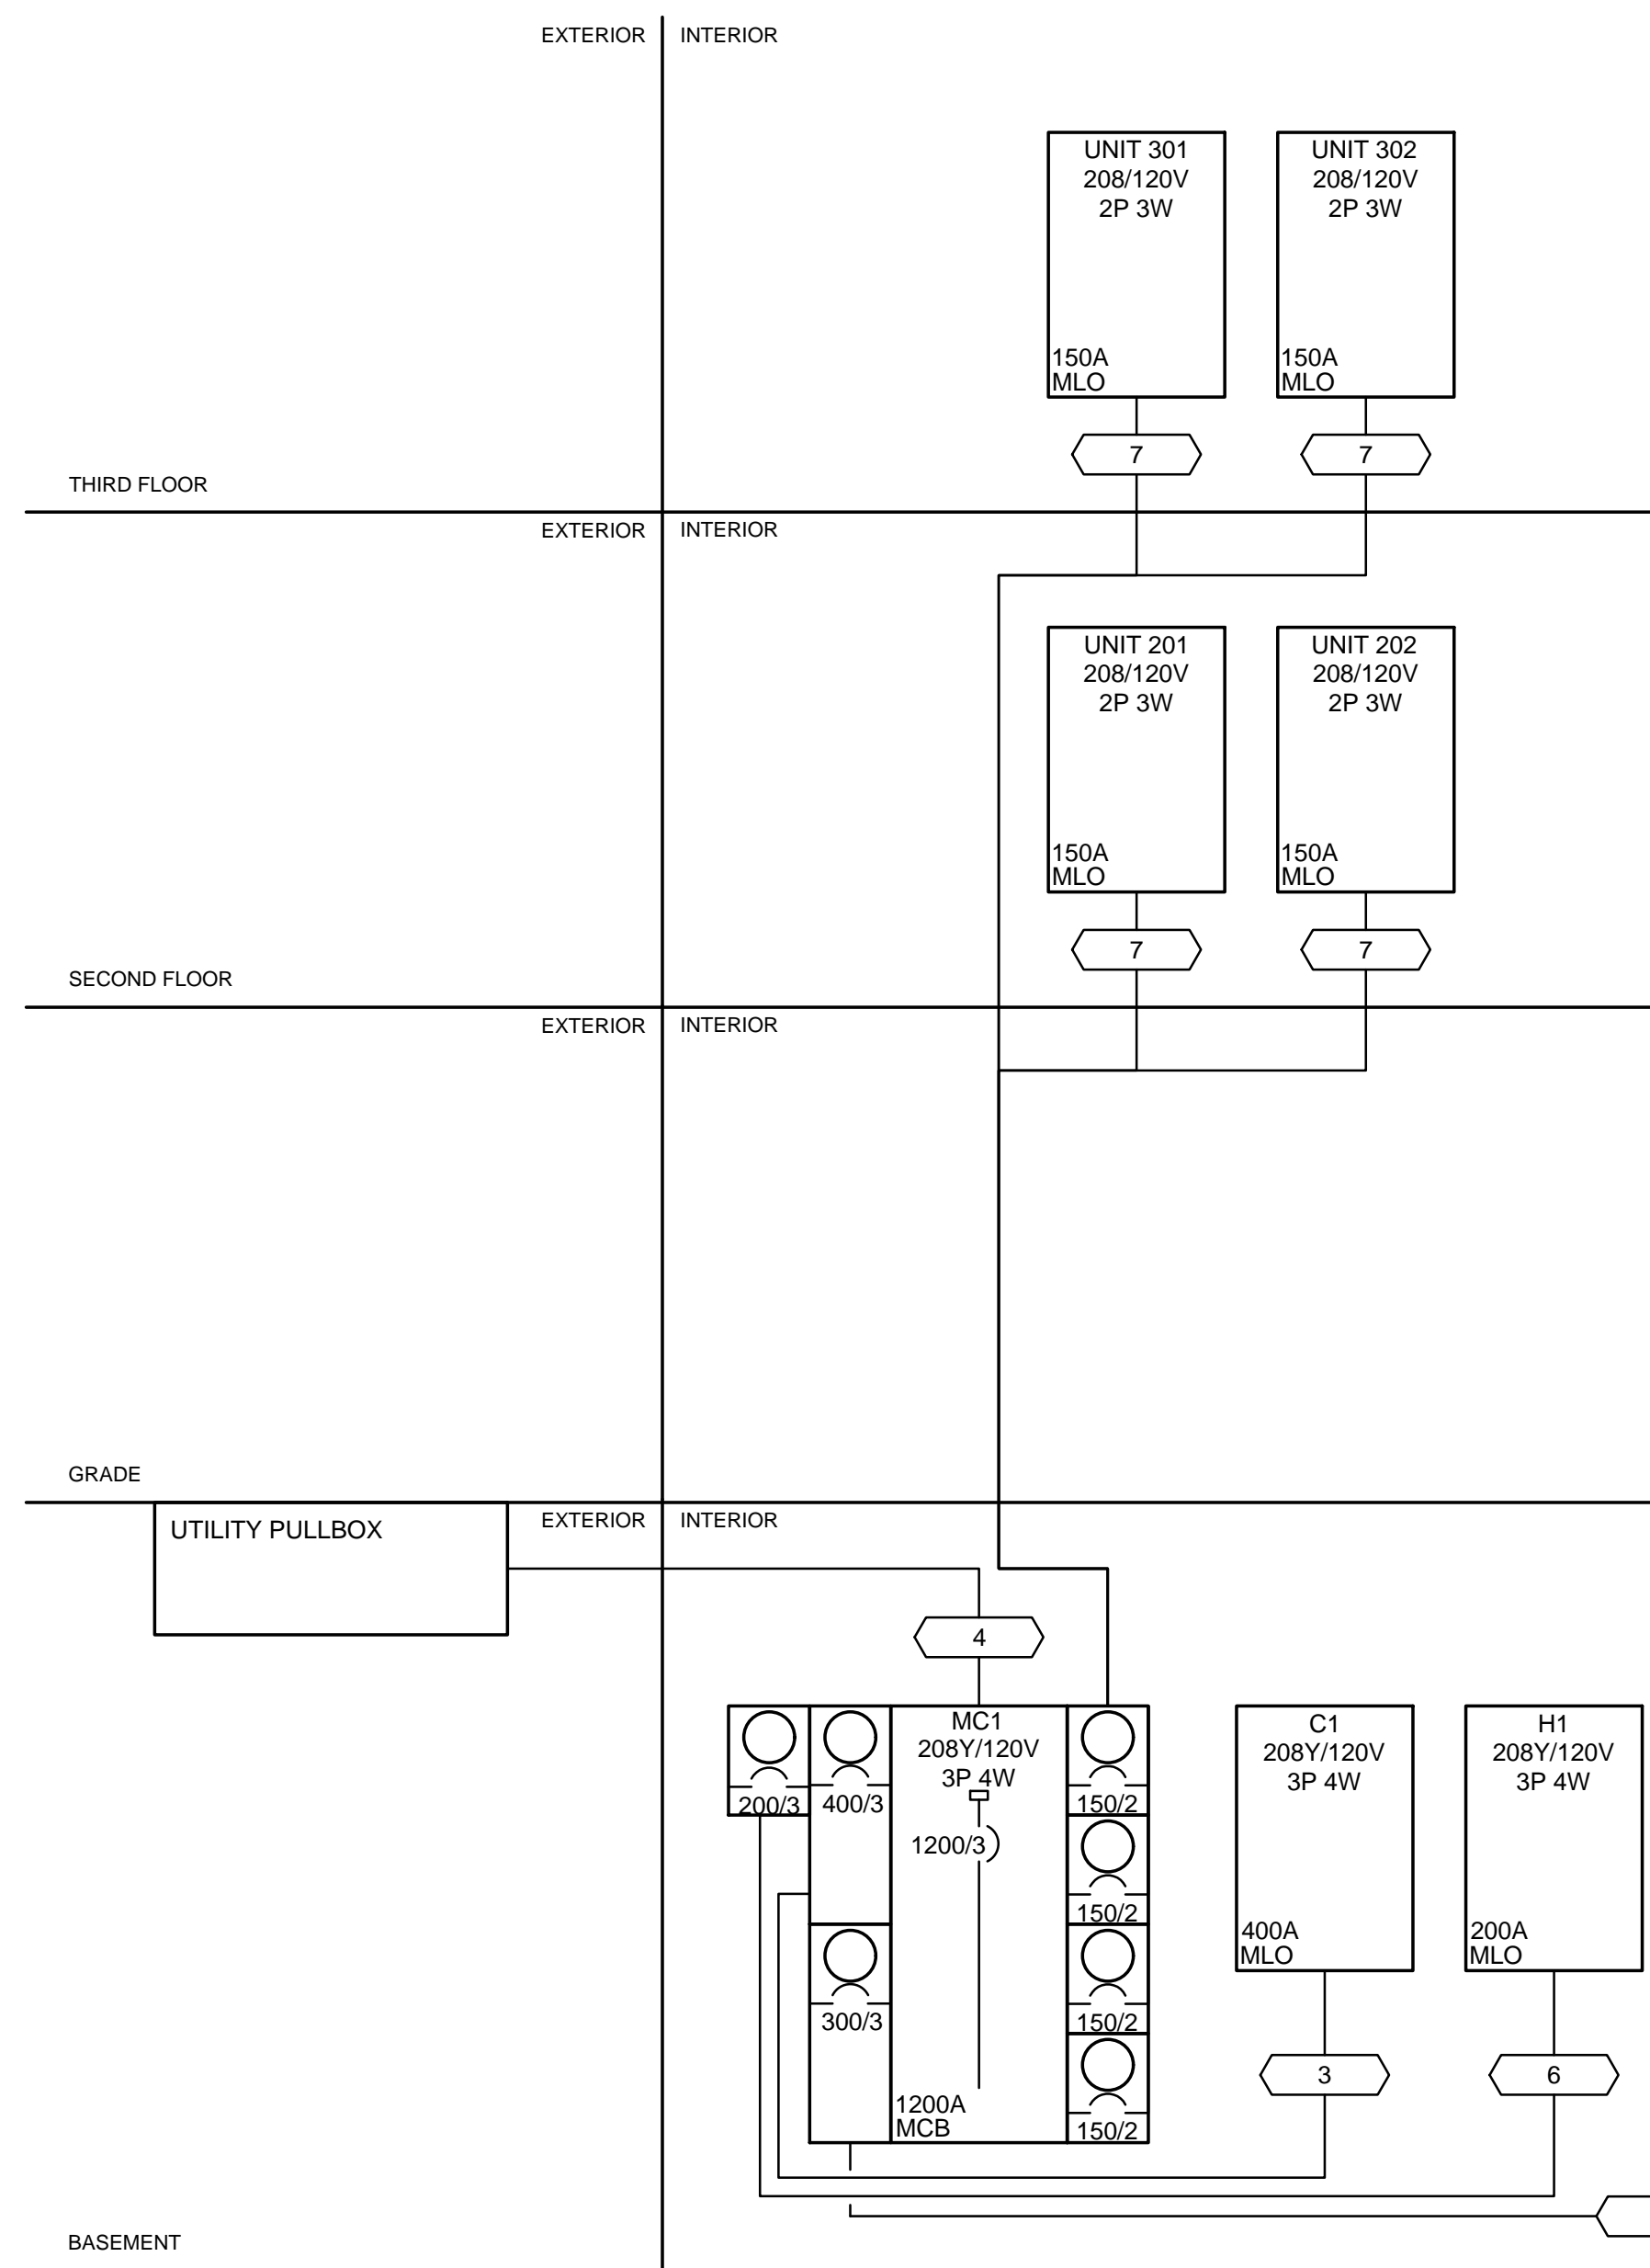 EXTERIOR INTERIOR
UNIT 301 UNIT 302
208/120V 208/120V
2P 3W 2P 3W
150A 150A
MLO MLO
7 7
THIRD FLOOR
EXTERIOR INTERIOR
UNIT 201 UNIT 202
208/120V 208/120V
2P 3W 2P 3W
150A 150A
MLO MLO
7 7
SECOND FLOOR
EXTERIOR INTERIOR
GRADE
UTILITY PULLBOX EXTERIOR INTERIOR
4
MC1 C1 H1
208Y/120V 208Y/120V 208Y/120V
3P 4W 3P 4W 3P 4W
200/3 400/3 150/2
1200/3
150/2
400A 200A
MLO MLO
300/3 150/2
3 6
1200A
MCB 150/2
BASEMENT